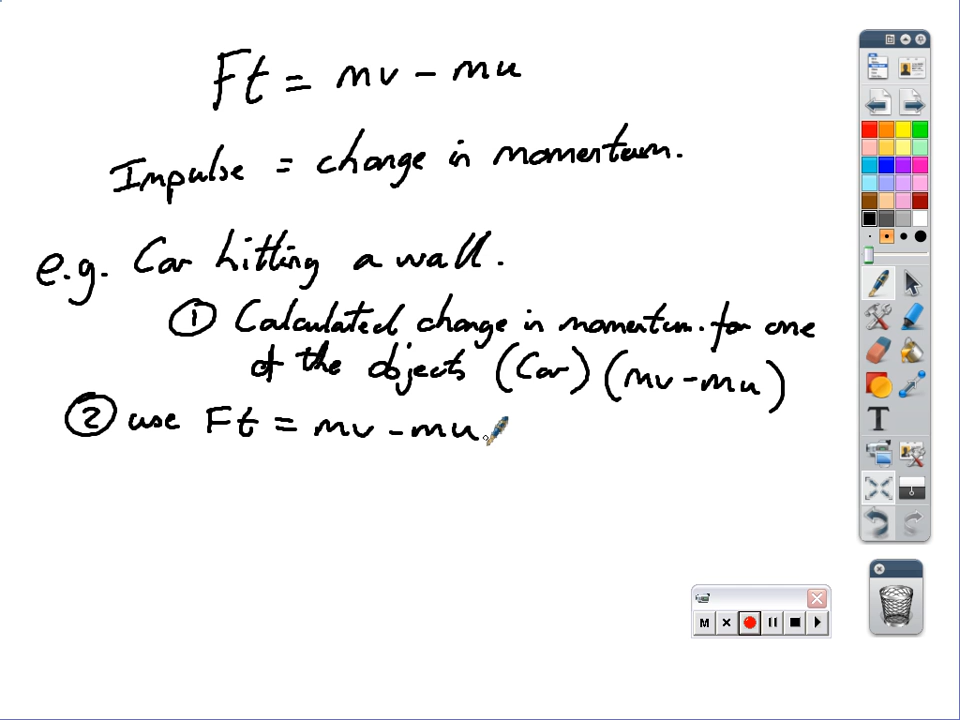 Ft = mv - mu
Impulse = change in momentum.
e.g. Car hitting a wall.
① Calculated change in momentum. for one
of the objects (Car) (mv - mu)
② use Ft = mv - mu.
T
M